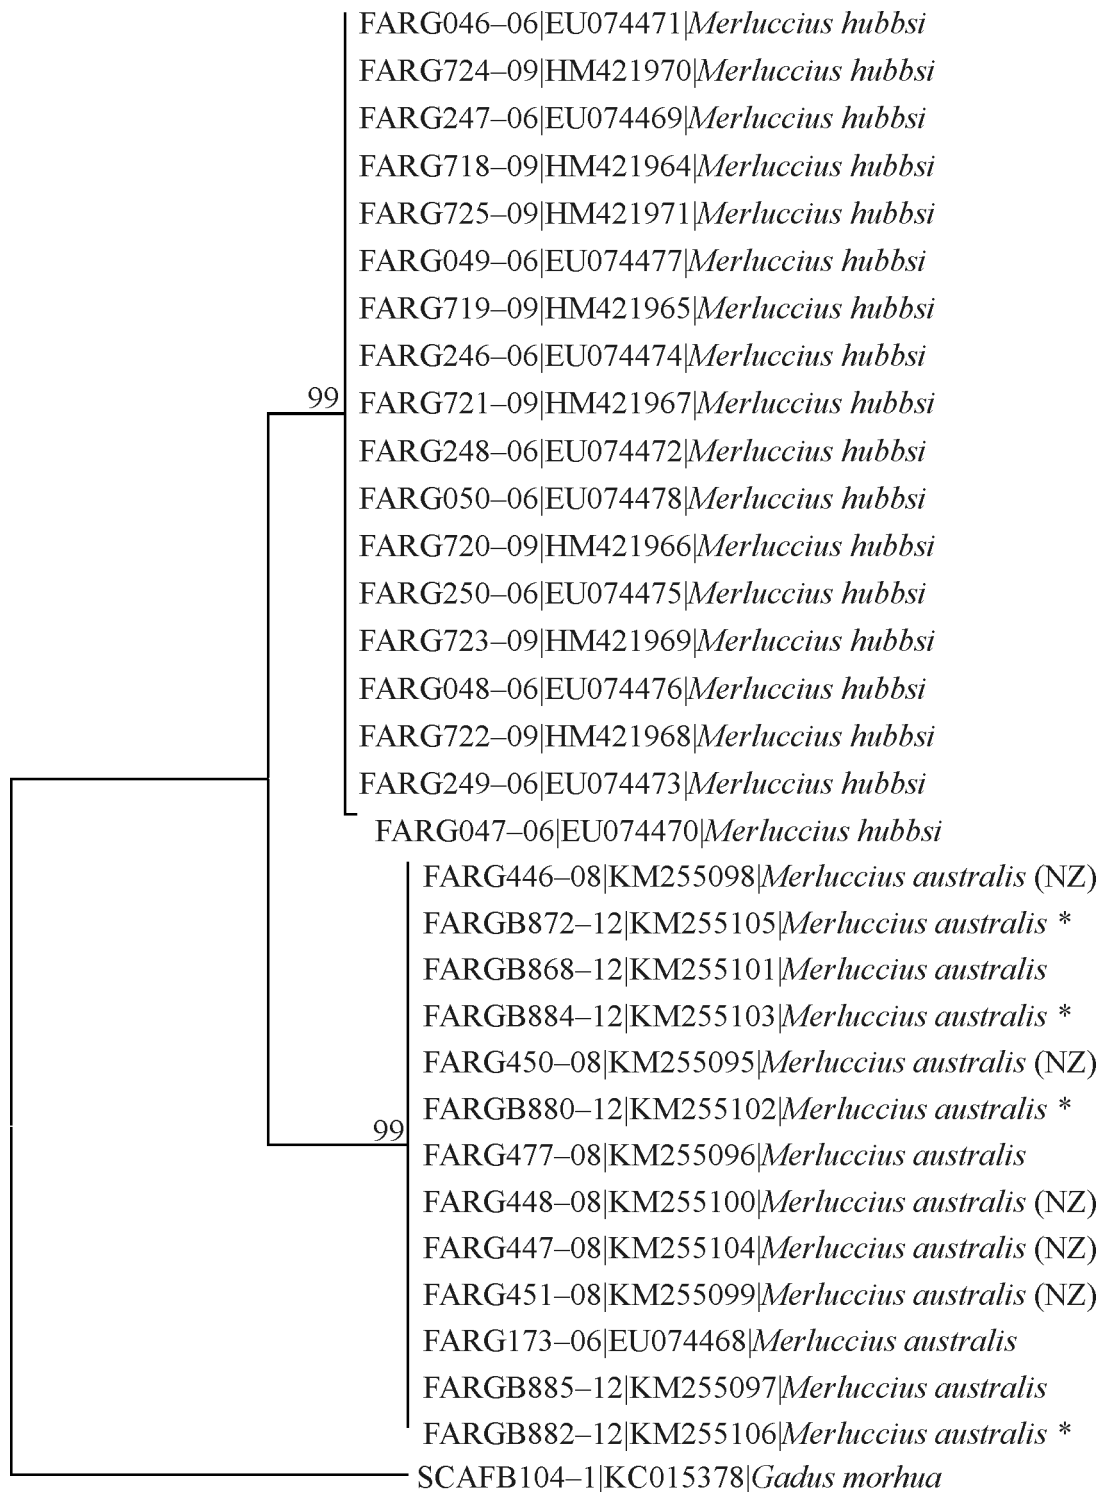 FARG046–06|EU074471|Merluccius hubbsi
FARG724–09|HM421970|Merluccius hubbsi
FARG247–06|EU074469|Merluccius hubbsi
FARG718–09|HM421964|Merluccius hubbsi
FARG725–09|HM421971|Merluccius hubbsi
FARG049–06|EU074477|Merluccius hubbsi
FARG719–09|HM421965|Merluccius hubbsi
FARG246–06|EU074474|Merluccius hubbsi
99
FARG721–09|HM421967|Merluccius hubbsi
FARG248–06|EU074472|Merluccius hubbsi
FARG050–06|EU074478|Merluccius hubbsi
FARG720–09|HM421966|Merluccius hubbsi
FARG250–06|EU074475|Merluccius hubbsi
FARG723–09|HM421969|Merluccius hubbsi
FARG048–06|EU074476|Merluccius hubbsi
FARG722–09|HM421968|Merluccius hubbsi
FARG249–06|EU074473|Merluccius hubbsi
FARG047–06|EU074470|Merluccius hubbsi
FARG446–08|KM255098|Merluccius australis (NZ)
FARGB872–12|KM255105|Merluccius australis *
FARGB868–12|KM255101|Merluccius australis
FARGB884–12|KM255103|Merluccius australis *
FARG450–08|KM255095|Merluccius australis (NZ)
FARGB880–12|KM255102|Merluccius australis *
99
FARG477–08|KM255096|Merluccius australis
FARG448–08|KM255100|Merluccius australis (NZ)
FARG447–08|KM255104|Merluccius australis (NZ)
FARG451–08|KM255099|Merluccius australis (NZ)
FARG173–06|EU074468|Merluccius australis
FARGB885–12|KM255097|Merluccius australis
FARGB882–12|KM255106|Merluccius australis *
SCAFB104–1|KC015378|Gadus morhua